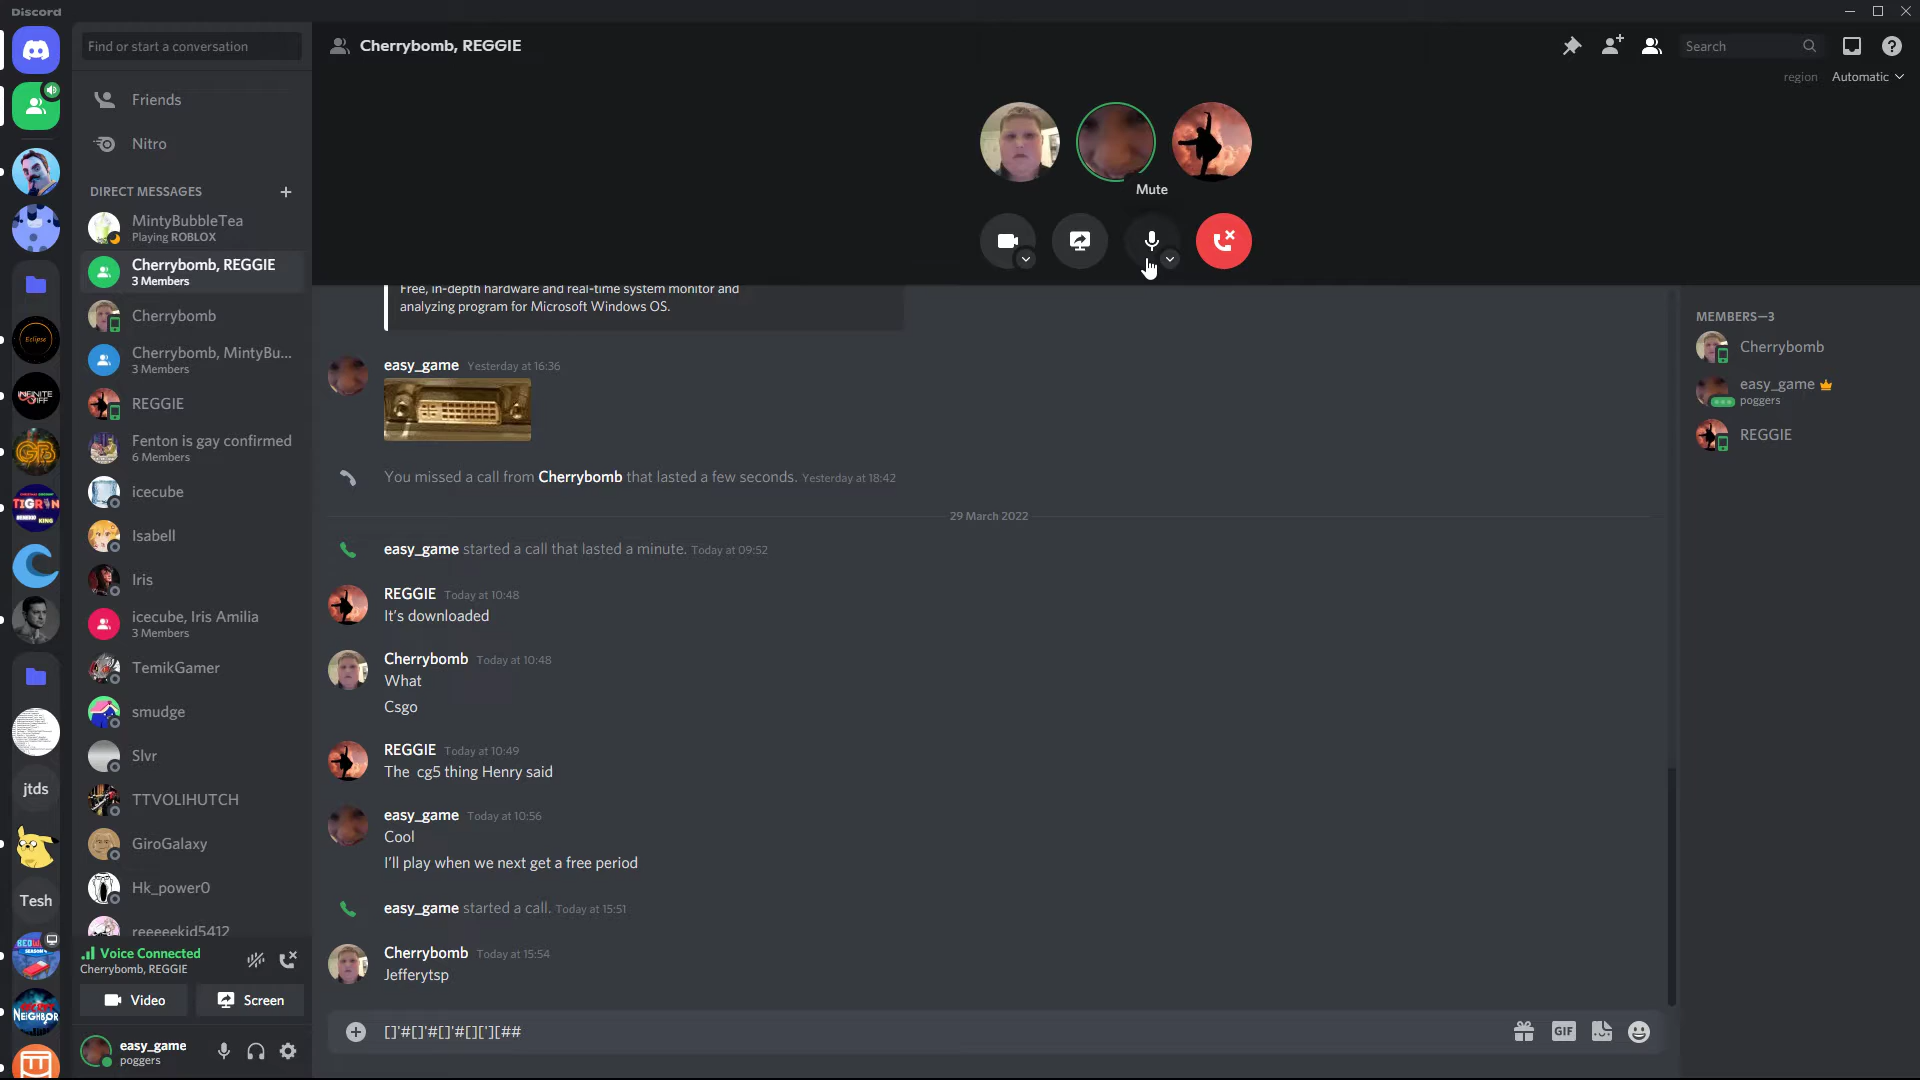 Discord
Find or start a conversation
Cherrybomb, REGGIE
Search
region Automatic
Friends
Nitro
DIRECT MESSAGES
MintyBubbleTea
Playing ROBLOX
Cherrybomb, REGGIE
3 Members
Cherrybomb
Cherrybomb, MintyBu...
3 Members
REGGIE
Fenton is gay confirmed
6 Members
icecube
Isabell
Iris
icecube, Iris Amilia
3 Members
TemikGamer
smudge
Slvr
TTVOLIHUTCH
GiroGalaxy
Hk_power0
reeeeekid5412
Voice Connected
Cherrybomb, REGGIE
Video
Screen
easy_game
poggers
Eclipse
INFINITE
GB
TIGRAN
KING
jtds
Tesh
SECRET
NEIGHBOR
Mute
Free, in-depth hardware and real-time system monitor and
analyzing program for Microsoft Windows OS.
easy_game Yesterday at 16:36
You missed a call from Cherrybomb that lasted a few seconds. Yesterday at 18:42
29 March 2022
easy_game started a call that lasted a minute. Today at 09:52
REGGIE Today at 10:48
It's downloaded
Cherrybomb Today at 10:48
What
Csgo
REGGIE Today at 10:49
The cg5 thing Henry said
easy_game Today at 10:56
Cool
I'll play when we next get a free period
easy_game started a call. Today at 15:51
Cherrybomb Today at 15:54
Jefferytsp
[]'#[]'#[]'#[]['][##
GIF
MEMBERS—3
Cherrybomb
easy_game
poggers
REGGIE